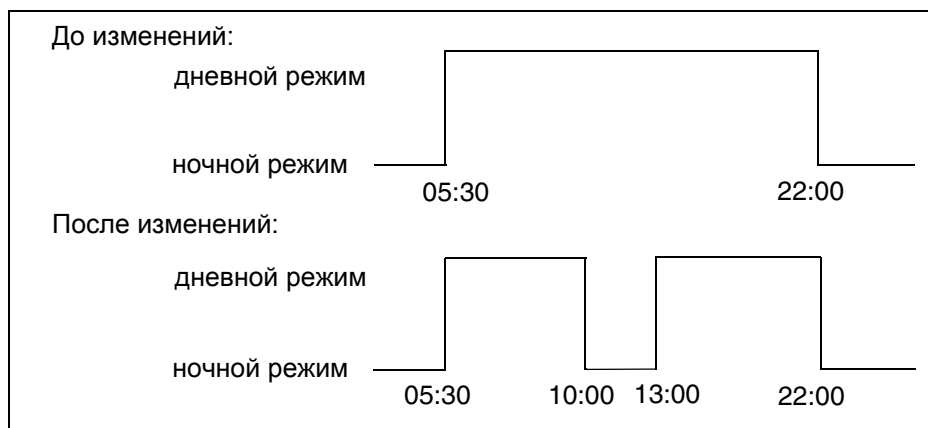 До изменений:
дневной режим
ночной режим
05:30 22:00
После изменений:
дневной режим
ночной режим
05:30 10:00 13:00 22:00